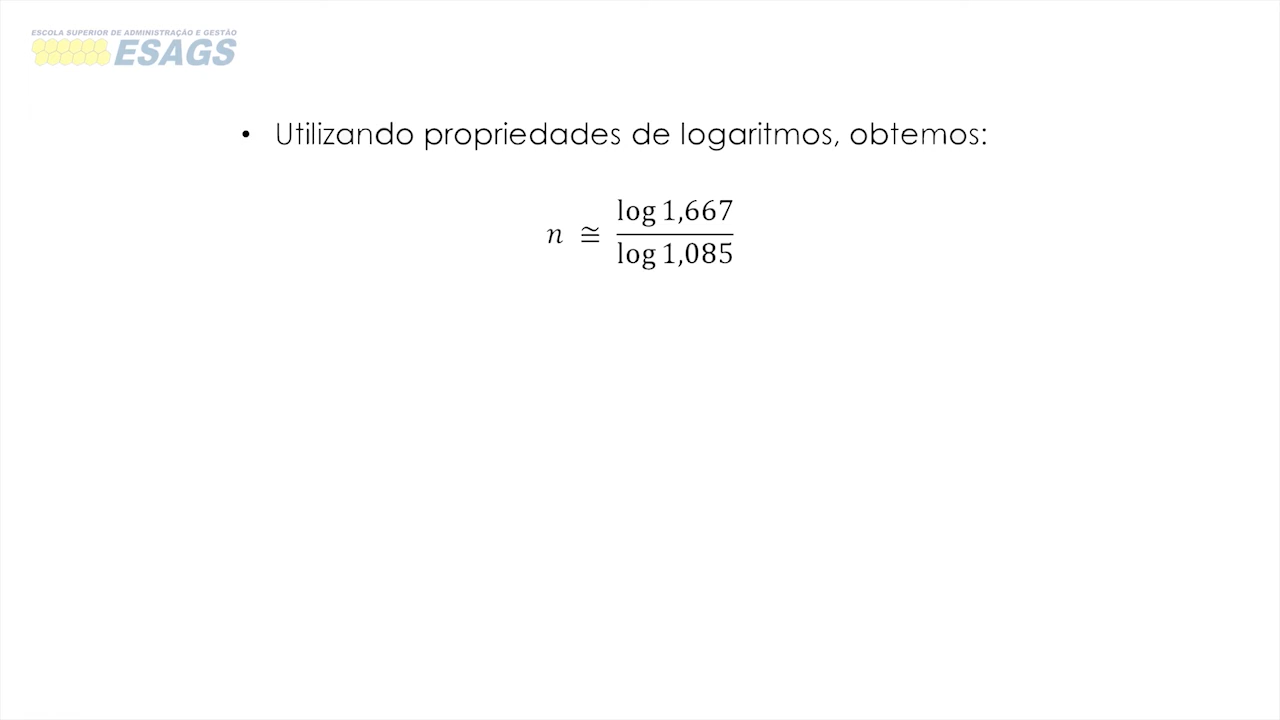 ESCOLA SUPERIOR DE ADMINISTRAÇÃO E GESTÃO
ESAGS
• Utilizando propriedades de logaritmos, obtemos:
n ≅ log 1,667
log 1,085